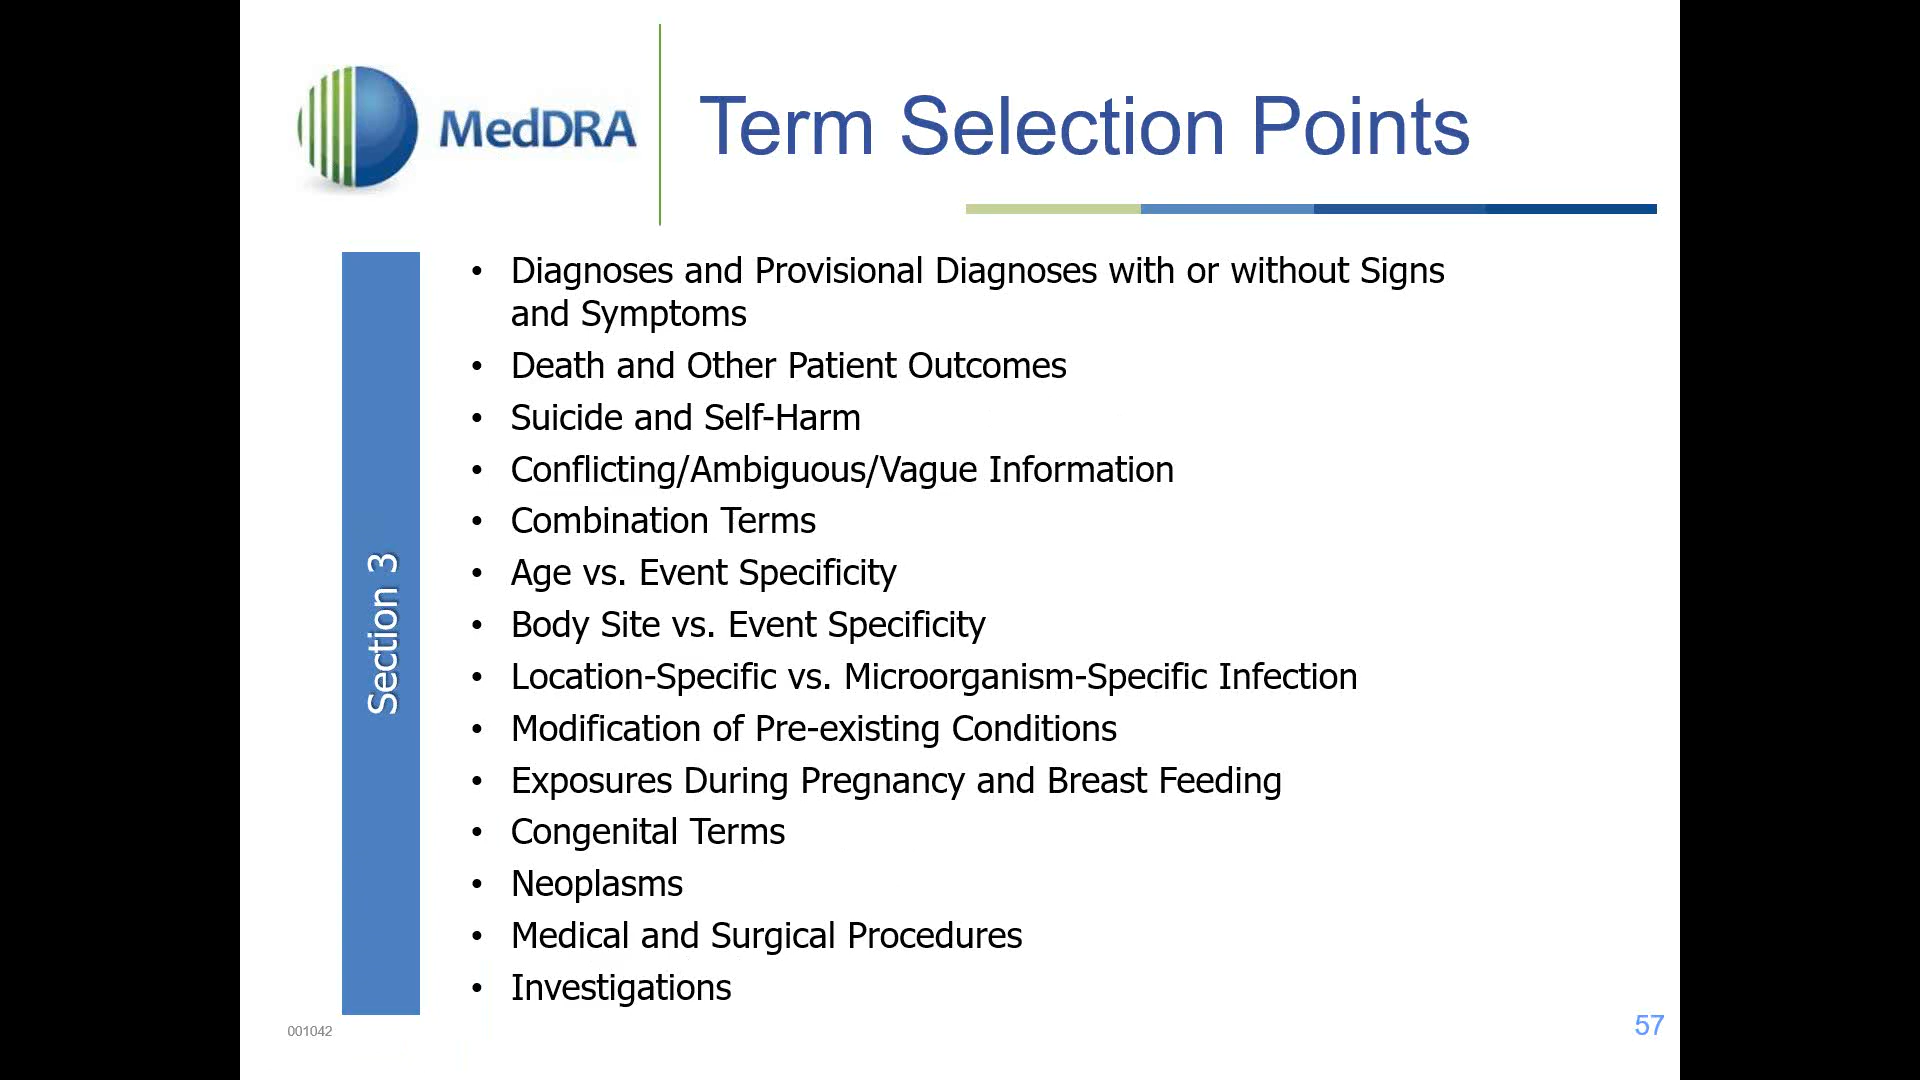 MedDRA
Term Selection Points
Section 3
• Diagnoses and Provisional Diagnoses with or without Signs
and Symptoms
• Death and Other Patient Outcomes
• Suicide and Self-Harm
• Conflicting/Ambiguous/Vague Information
• Combination Terms
• Age vs. Event Specificity
• Body Site vs. Event Specificity
• Location-Specific vs. Microorganism-Specific Infection
• Modification of Pre-existing Conditions
• Exposures During Pregnancy and Breast Feeding
• Congenital Terms
• Neoplasms
• Medical and Surgical Procedures
• Investigations
001042
57